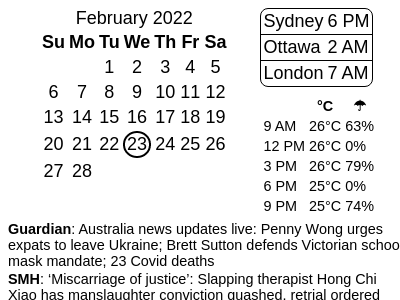 February 2022
Su Mo Tu We Th Fr Sa
1 2 3 4 5
6 7 8 9 10 11 12
13 14 15 16 17 18 19
20 21 22 23 24 25 26
27 28
Sydney 6 PM
Ottawa 2 AM
London 7 AM
°C ☂
9 AM 26°C 63%
12 PM 26°C 0%
3 PM 26°C 79%
6 PM 25°C 0%
9 PM 25°C 74%
Guardian: Australia news updates live: Penny Wong urges
expats to leave Ukraine; Brett Sutton defends Victorian schoo
mask mandate; 23 Covid deaths
SMH: ‘Miscarriage of justice’: Slapping therapist Hong Chi
Xiao has manslaughter conviction quashed, retrial ordered